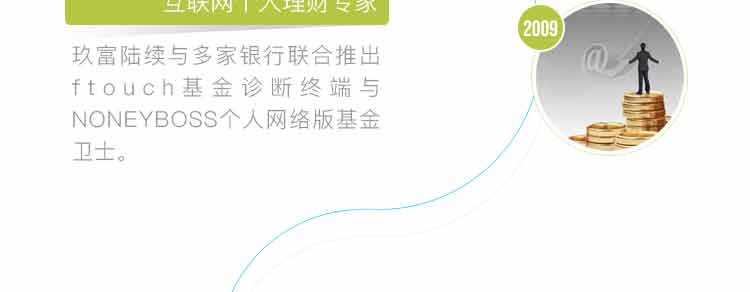 互联网个人理财专家
2009
@
玖富陆续与多家银行联合推出
ftouch基金诊断终端与
NONEYBOSS个人网络版基金
卫士。